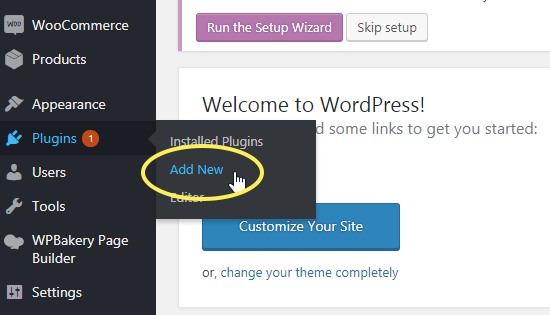 WOO
WooCommerce
Products
Appearance
Plugins 1
Users
Tools
WPBakery Page
Builder
Settings
Installed Plugins
Add New
Editor
Run the Setup Wizard
Skip setup
Welcome to WordPress!
d some links to get you started:
Customize Your Site
or, change your theme completely